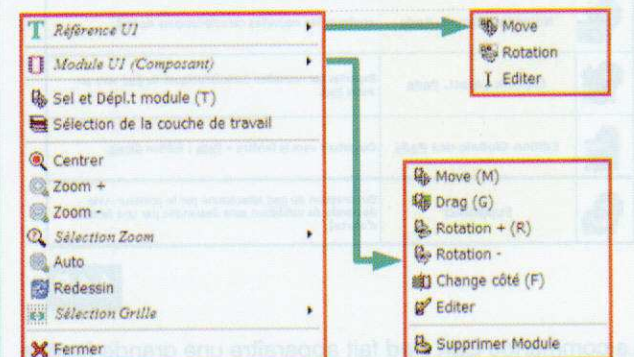 Référence U1
Module U1 (Composant)
Sel et Dépl.t module (T)
Sélection de la couche de travail
Centrer
Zoom +
Zoom -
Sélection Zoom
Auto
Redessin
Sélection Grille
Fermer
Move
Rotation
Editer
Move (M)
Drag (G)
Rotation + (R)
Rotation -
Change côté (F)
Editer
Supprimer Module